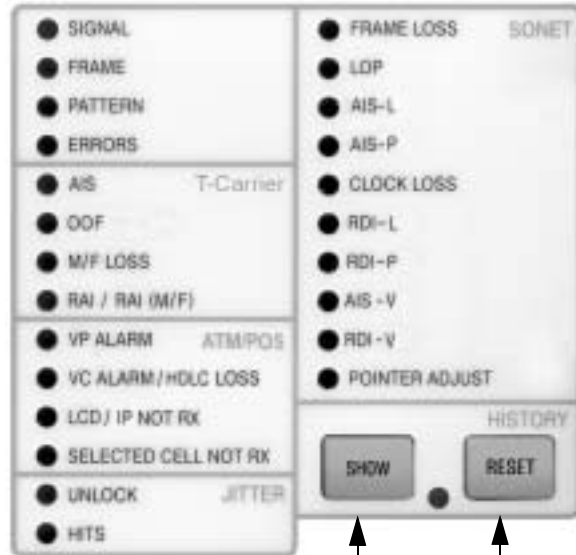 SIGNAL
FRAME
PATTERN
ERRORS
AIS T-Carrier
OOF
M/F LOSS
RAI / RAI (M/F)
VP ALARM ATM/POS
VC ALARM / HDLC LOSS
LCD / IP NOT RX
SELECTED CELL NOT RX
UNLOCK JITTER
HITS
FRAME LOSS SONET
LOP
AIS-L
AIS-P
CLOCK LOSS
RDI-L
RDI-P
AIS-V
RDI-V
POINTER ADJUST
HISTORY
SHOW RESET